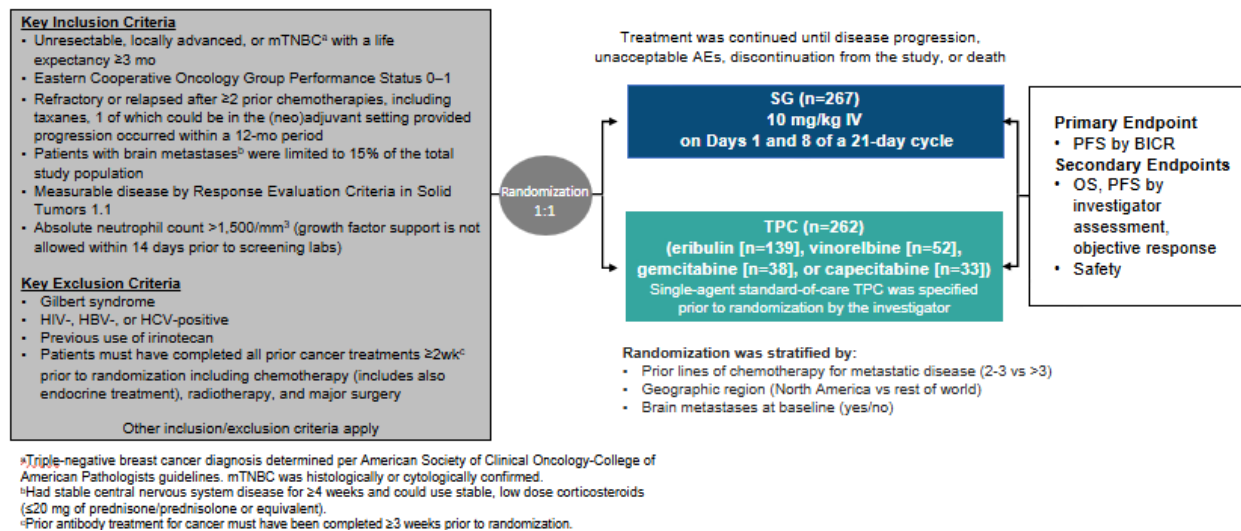 Key Inclusion Criteria
• Unresectable, locally advanced, or mTNBCᵃ with a life
expectancy ≥3 mo
• Eastern Cooperative Oncology Group Performance Status 0–1
• Refractory or relapsed after ≥2 prior chemotherapies, including
taxanes, 1 of which could be in the (neo)adjuvant setting provided
progression occurred within a 12-mo period
• Patients with brain metastasesᵇ were limited to 15% of the total
study population
• Measurable disease by Response Evaluation Criteria in Solid
Tumors 1.1
• Absolute neutrophil count >1,500/mm³ (growth factor support is not
allowed within 14 days prior to screening labs)
Key Exclusion Criteria
• Gilbert syndrome
• HIV-, HBV-, or HCV-positive
• Previous use of irinotecan
• Patients must have completed all prior cancer treatments ≥2wkᶜ
prior to randomization including chemotherapy (includes also
endocrine treatment), radiotherapy, and major surgery
Other inclusion/exclusion criteria apply
Randomization
1:1
Treatment was continued until disease progression,
unacceptable AEs, discontinuation from the study, or death
SG (n=267)
10 mg/kg IV
on Days 1 and 8 of a 21-day cycle
TPC (n=262)
(eribulin [n=139], vinorelbine [n=52],
gemcitabine [n=38], or capecitabine [n=33])
Single-agent standard-of-care TPC was specified
prior to randomization by the investigator
Randomization was stratified by:
• Prior lines of chemotherapy for metastatic disease (2-3 vs >3)
• Geographic region (North America vs rest of world)
• Brain metastases at baseline (yes/no)
Primary Endpoint
• PFS by BICR
Secondary Endpoints
• OS, PFS by
investigator
assessment,
objective response
• Safety
ᵃTriple-negative breast cancer diagnosis determined per American Society of Clinical Oncology-College of
American Pathologists guidelines. mTNBC was histologically or cytologically confirmed.
ᵇHad stable central nervous system disease for ≥4 weeks and could use stable, low dose corticosteroids
(≤20 mg of prednisone/prednisolone or equivalent).
ᶜPrior antibody treatment for cancer must have been completed ≥3 weeks prior to randomization.